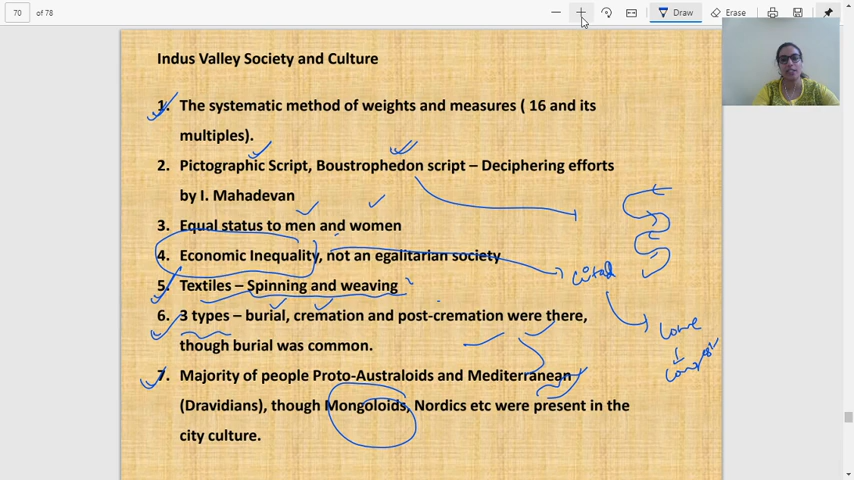 70 of 78
Draw
Erase
Indus Valley Society and Culture
1. The systematic method of weights and measures ( 16 and its
multiples).
2. Pictographic Script, Boustrophedon script – Deciphering efforts
by I. Mahadevan
3. Equal status to men and women
4. Economic Inequality, not an egalitarian society
5. Textiles – Spinning and weaving
6. 3 types – burial, cremation and post-cremation were there,
though burial was common.
7. Majority of people Proto-Australoids and Mediterranean
(Dravidians), though Mongoloids, Nordics etc were present in the
city culture.